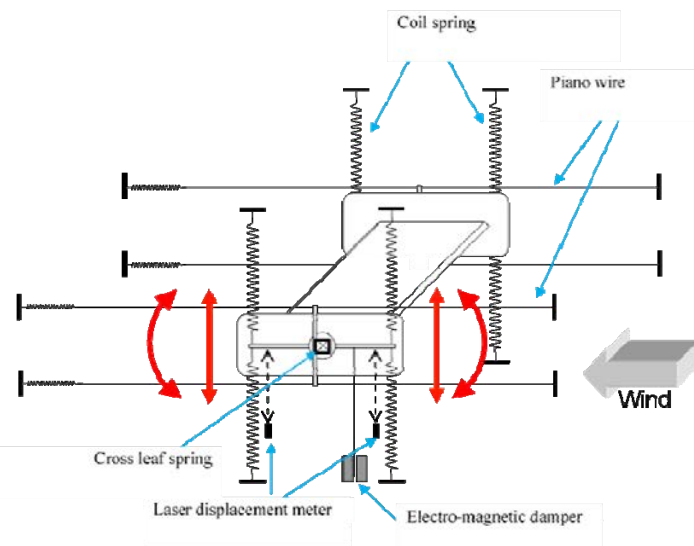 Coil spring
Piano wire
Wind
Cross leaf spring
Laser displacement meter
Electro-magnetic damper